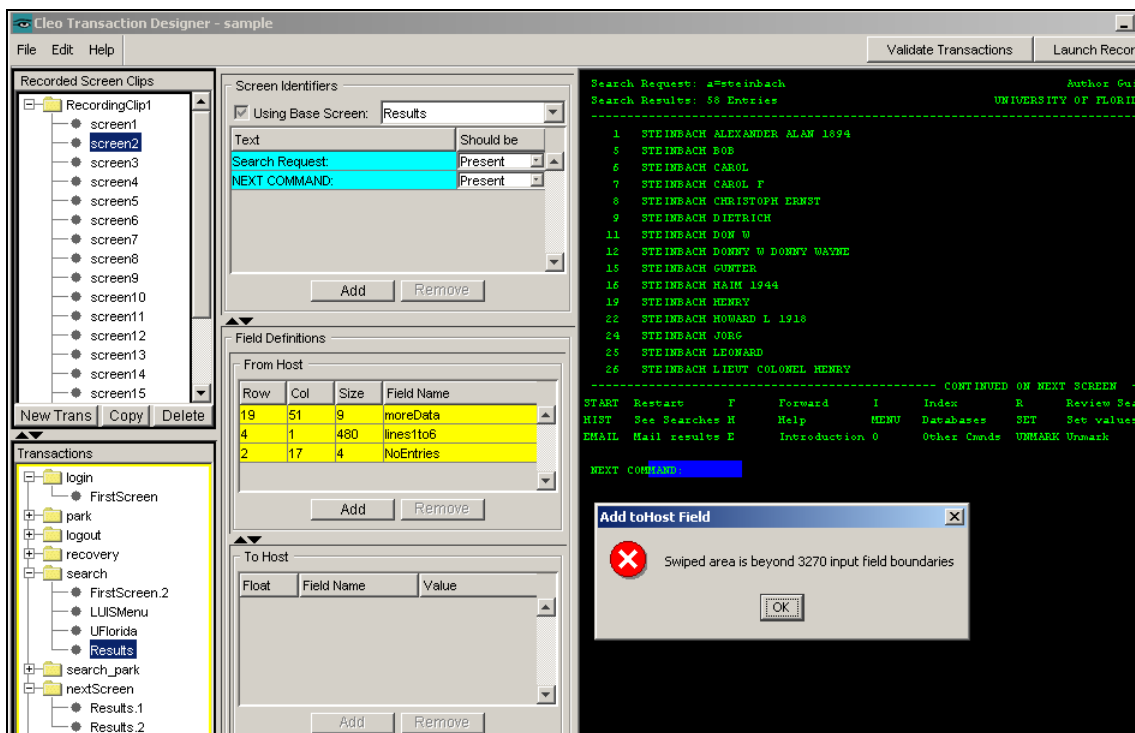 Cleo Transaction Designer - sample
File Edit Help
Validate Transactions
Launch Recor
Recorded Screen Clips
RecordingClip1
screen1
screen2
screen3
screen4
screen5
screen6
screen7
screen8
screen9
screen10
screen11
screen12
screen13
screen14
screen15
New Trans Copy Delete
Transactions
login
FirstScreen
park
logout
recovery
search
FirstScreen.2
LUISMenu
UFlorida
Results
search_park
nextScreen
Results.1
Results.2
Screen Identifiers
Using Base Screen: Results
Text Should be
Search Request: Present
NEXT COMMAND: Present
Add Remove
Field Definitions
From Host
Row Col Size Field Name
19 51 9 moreData
4 1 480 lines1to6
2 17 4 NoEntries
Add Remove
To Host
Float Field Name Value
Add Remove
Search Request: a=steinbach Author Gui
Search Results: 58 Entries UNIVERSITY OF FLORID
1 STEINBACH ALEXANDER ALAN 1894
5 STEINBACH BOB
6 STEINBACH CAROL
7 STEINBACH CAROL F
8 STEINBACH CHRISTOPH ERNST
9 STEINBACH DIETRICH
11 STEINBACH DON W
12 STEINBACH DONNY W DONNY WAYNE
15 STEINBACH GUNTER
16 STEINBACH HAIM 1944
19 STEINBACH HENRY
22 STEINBACH HOWARD L 1918
24 STEINBACH JORG
25 STEINBACH LEONARD
26 STEINBACH LIEUT COLONEL HENRY
---------------------------------------------- CONTINUED ON NEXT SCREEN -
START Restart F Forward I Index R Review Sea
HIST See Searches H Help MENU Databases SET Set values
EMAIL Mail results E Introduction O Other Cmnds UNMARK Unmark
NEXT COMMAND:
Add toHost Field
Swiped area is beyond 3270 input field boundaries
OK